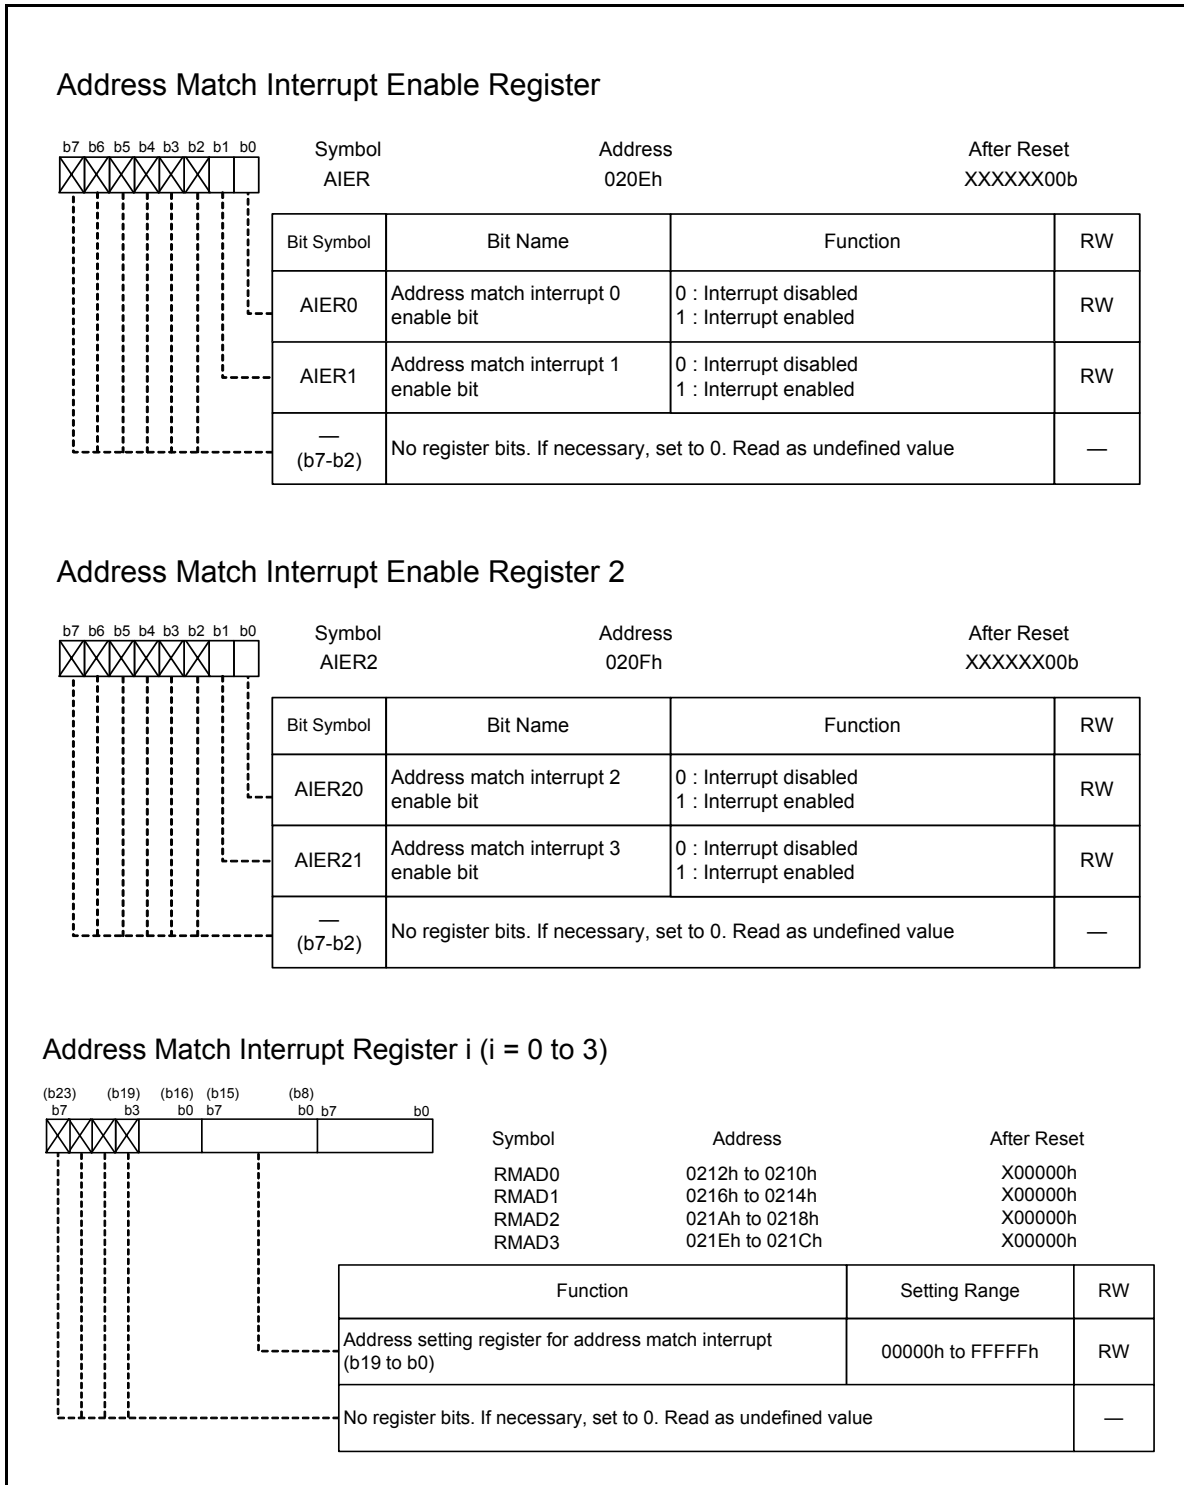 Address Match Interrupt Enable Register
b7 b6 b5 b4 b3 b2 b1 b0
Symbol Address After Reset
AIER 020Eh XXXXXX00b
Bit Symbol Bit Name Function RW
AIER0 Address match interrupt 0 enable bit 0 : Interrupt disabled 1 : Interrupt enabled RW
AIER1 Address match interrupt 1 enable bit 0 : Interrupt disabled 1 : Interrupt enabled RW
— (b7-b2) No register bits. If necessary, set to 0. Read as undefined value —
Address Match Interrupt Enable Register 2
b7 b6 b5 b4 b3 b2 b1 b0
Symbol Address After Reset
AIER2 020Fh XXXXXX00b
Bit Symbol Bit Name Function RW
AIER20 Address match interrupt 2 enable bit 0 : Interrupt disabled 1 : Interrupt enabled RW
AIER21 Address match interrupt 3 enable bit 0 : Interrupt disabled 1 : Interrupt enabled RW
— (b7-b2) No register bits. If necessary, set to 0. Read as undefined value —
Address Match Interrupt Register i (i = 0 to 3)
(b23) (b19) (b16) (b15) (b8)
b7 b3 b0 b7 b0 b7 b0
Symbol Address After Reset
RMAD0 0212h to 0210h X00000h
RMAD1 0216h to 0214h X00000h
RMAD2 021Ah to 0218h X00000h
RMAD3 021Eh to 021Ch X00000h
Function Setting Range RW
Address setting register for address match interrupt (b19 to b0) 00000h to FFFFFh RW
No register bits. If necessary, set to 0. Read as undefined value —